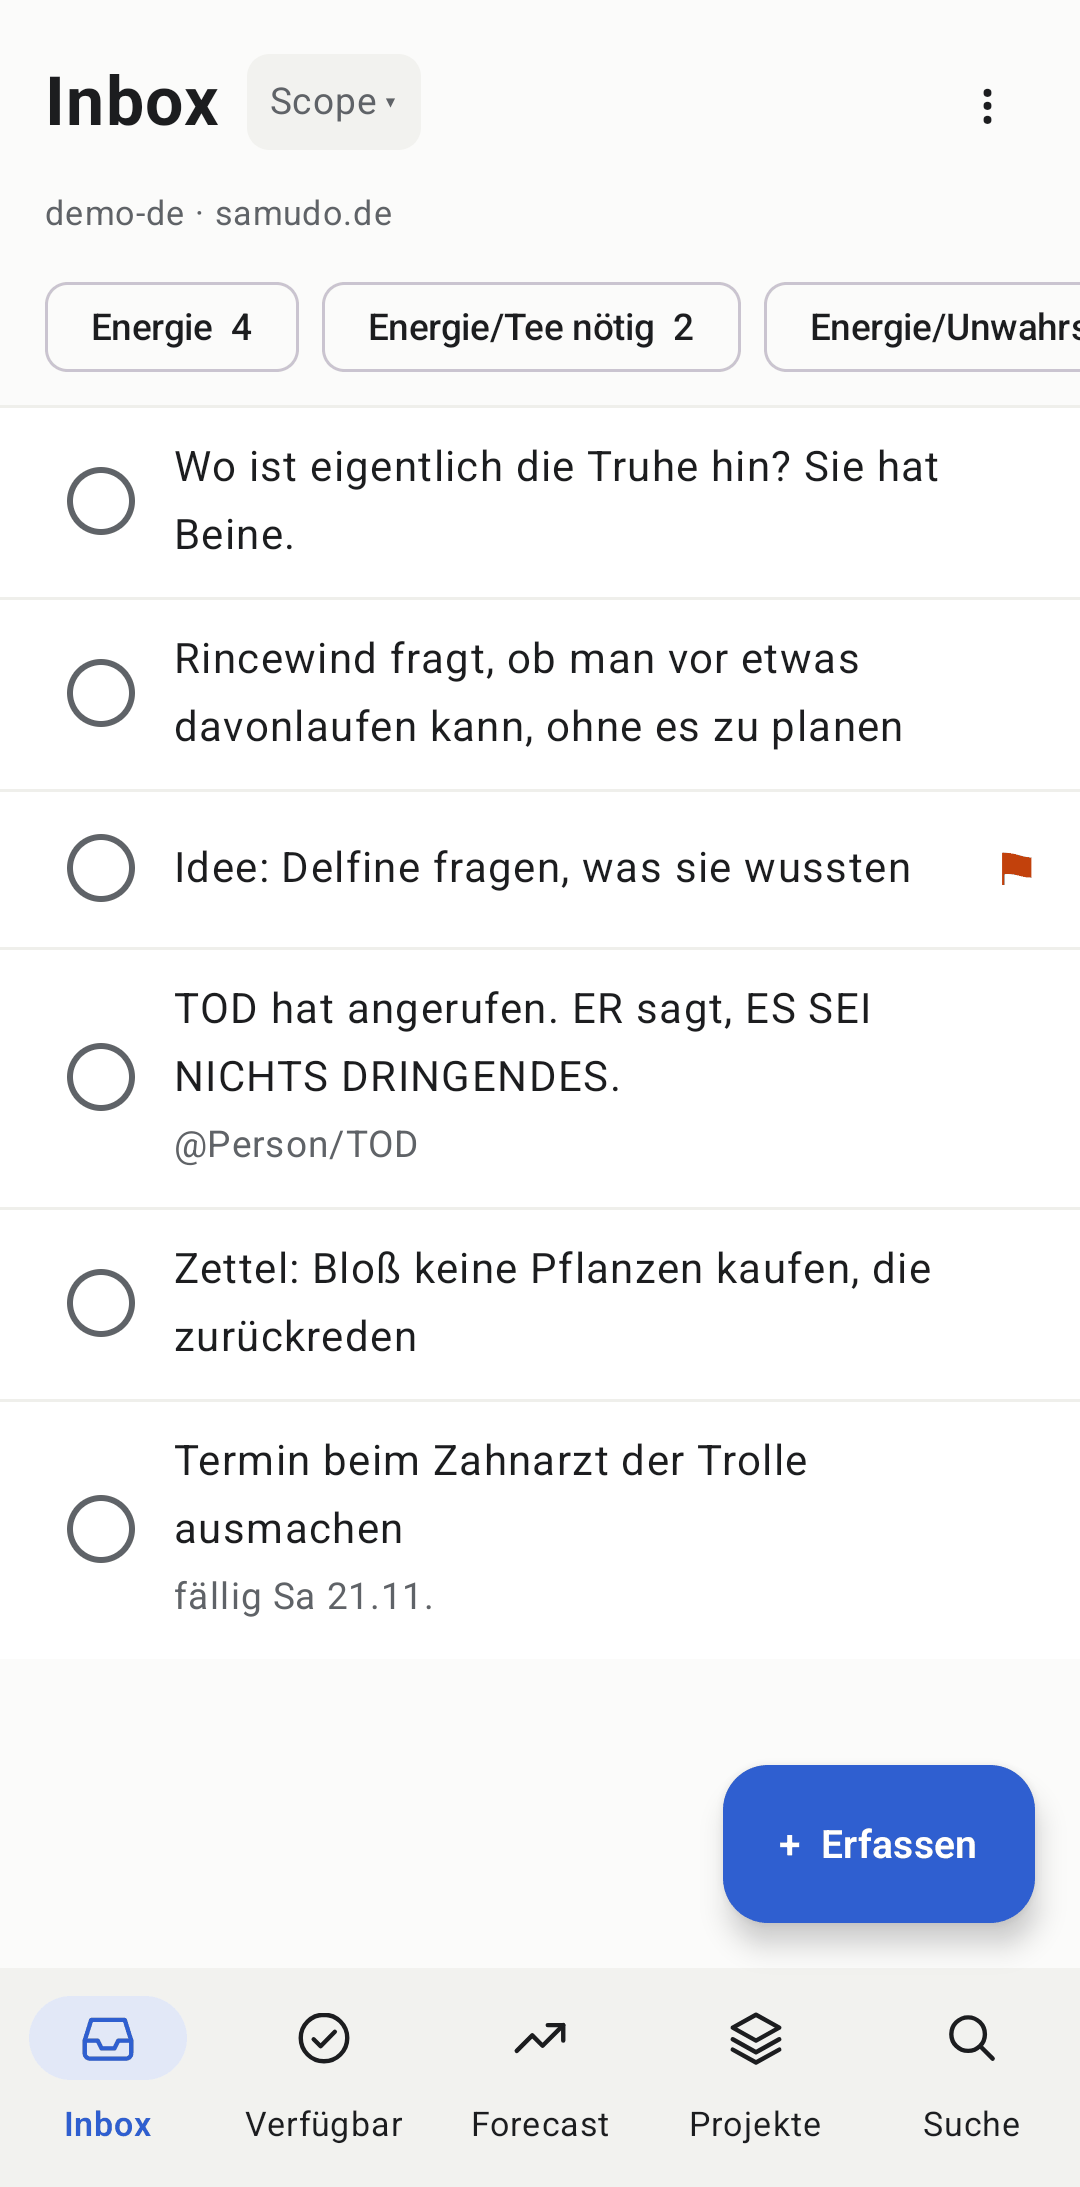 Inbox Scope ▾
demo-de · samudo.de
Energie 4 Energie/Tee nötig 2 Energie/Unwahrs
Wo ist eigentlich die Truhe hin? Sie hat
Beine.
Rincewind fragt, ob man vor etwas
davonlaufen kann, ohne es zu planen
Idee: Delfine fragen, was sie wussten
TOD hat angerufen. ER sagt, ES SEI
NICHTS DRINGENDES.
@Person/TOD
Zettel: Bloß keine Pflanzen kaufen, die
zurückreden
Termin beim Zahnarzt der Trolle
ausmachen
fällig Sa 21.11.
+ Erfassen
Inbox Verfügbar Forecast Projekte Suche